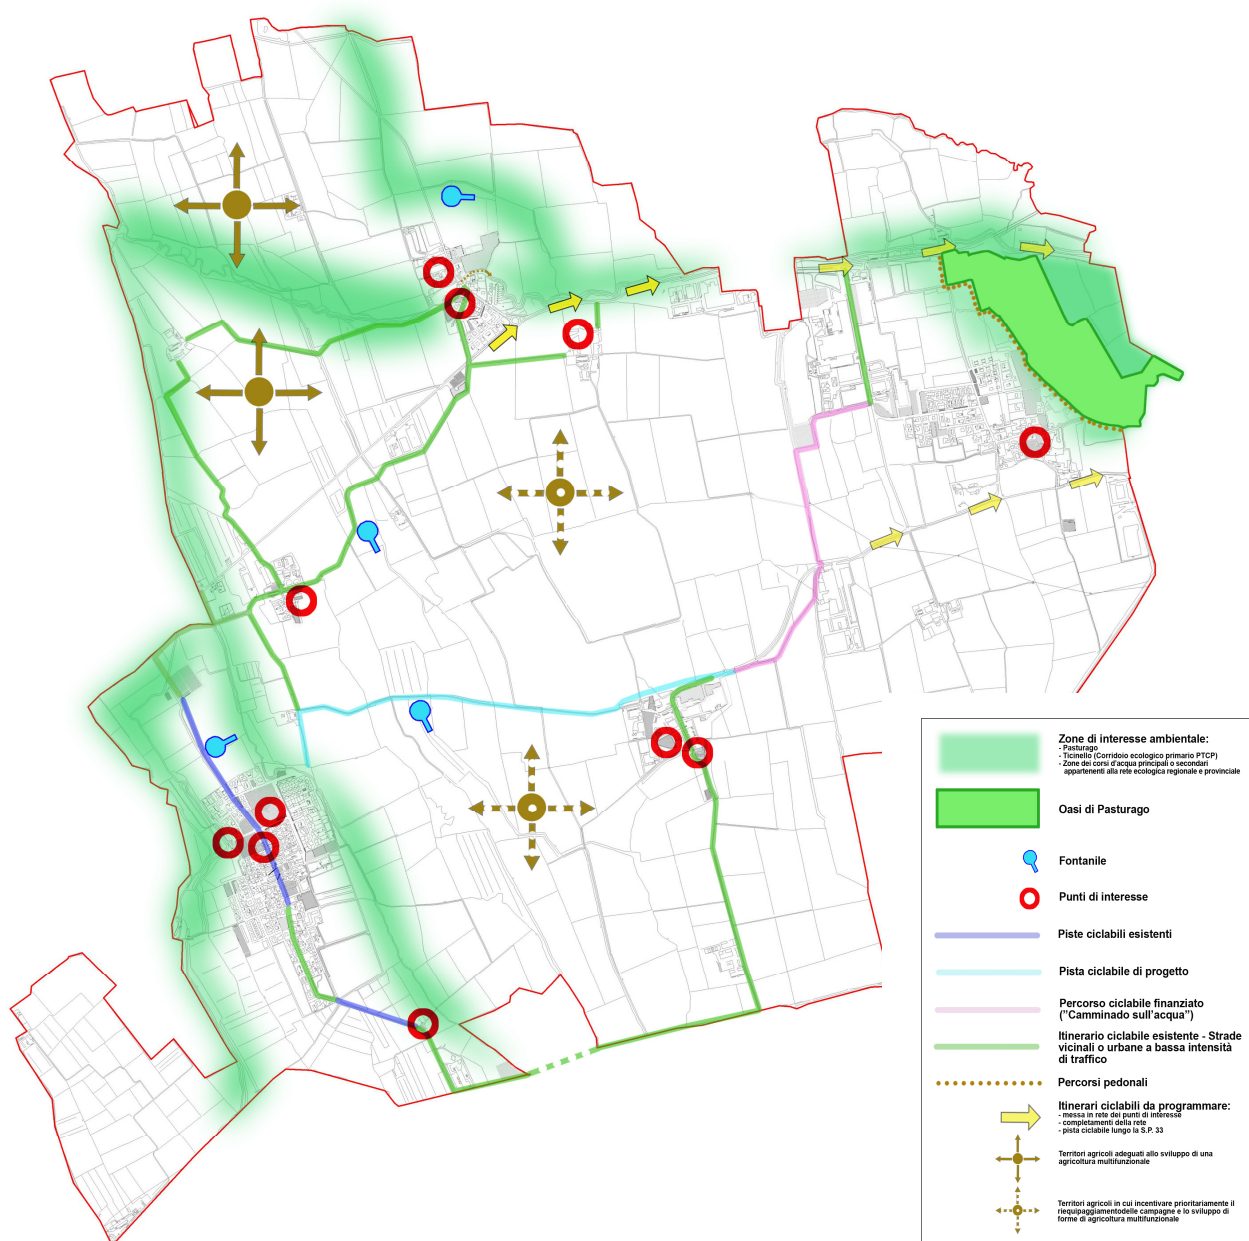 Zone di interesse ambientale:
- Pasturago
- Ticinello (Corridoio ecologico primario PTCP)
- Zone dei corsi d'acqua principali o secondari
appartenenti alla rete ecologica regionale e provinciale
Oasi di Pasturago
Fontanile
Punti di interesse
Piste ciclabili esistenti
Pista ciclabile di progetto
Percorso ciclabile finanziato
("Camminado sull'acqua")
Itinerario ciclabile esistente - Strade
vicinali o urbane a bassa intensità
di traffico
Percorsi pedonali
Itinerari ciclabili da programmare:
- messa in rete dei punti di interesse
- completamenti della rete
- pista ciclabile lungo la S.P. 33
Territori agricoli adeguati allo sviluppo di una
agricoltura multifunzionale
Territori agricoli in cui incentivare prioritariamente il
riequipaggiamentodelle campagne e lo sviluppo di
forme di agricoltura multifunzionale